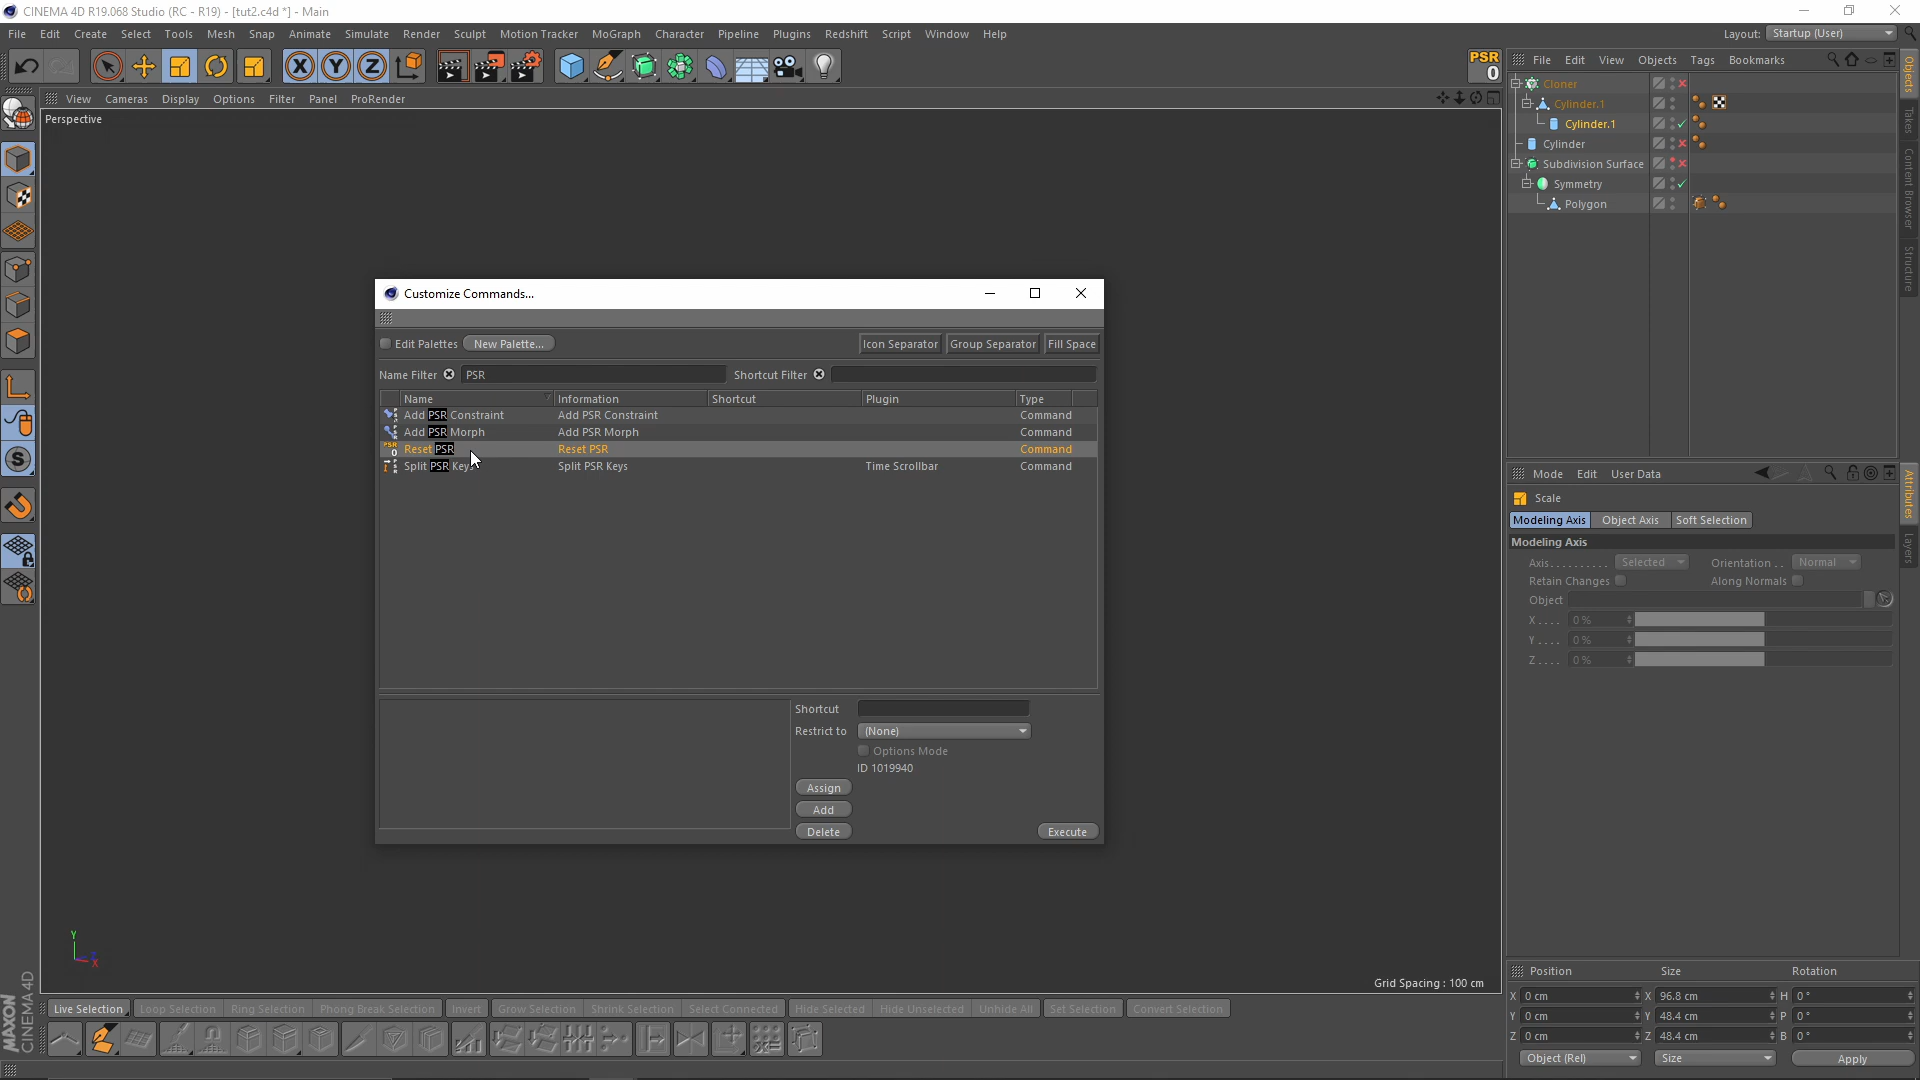 CINEMA 4D R19.068 Studio (RC - R19) - [tut2.c4d *] - Main
File Edit Create Select Tools Mesh Snap Animate Simulate Render Sculpt Motion Tracker MoGraph Character Pipeline Plugins Redshift Script Window Help
Layout: Startup (User)
PSR
0
File Edit View Objects Tags Bookmarks
View Cameras Display Options Filter Panel ProRender
Perspective
Cloner
Cylinder.1
Cylinder.1
Cylinder
Subdivision Surface
Symmetry
Polygon
Objects
Takes
Content Browser
Structure
Customize Commands...
Edit Palettes New Palette... Icon Separator Group Separator Fill Space
Name Filter PSR Shortcut Filter
Name Information Shortcut Plugin Type
Add PSR Constraint Add PSR Constraint Command
Add PSR Morph Add PSR Morph Command
Reset PSR Reset PSR Command
Split PSR Keys Split PSR Keys Time Scrollbar Command
Shortcut
Restrict to (None)
Options Mode
ID 1019940
Assign
Add
Delete Execute
Mode Edit User Data
Scale
Modeling Axis Object Axis Soft Selection
Modeling Axis
Axis.......... Selected Orientation .. Normal
Retain Changes Along Normals
Object
X.... 0 %
Y.... 0 %
Z.... 0 %
Attributes
Layers
Y
Z
X
Grid Spacing : 100 cm
Position Size Rotation
X 0 cm X 96.8 cm H 0 °
Y 0 cm Y 48.4 cm P 0 °
Z 0 cm Z 48.4 cm B 0 °
Object (Rel) Size Apply
Live Selection Loop Selection Ring Selection Phong Break Selection Invert Grow Selection Shrink Selection Select Connected Hide Selected Hide Unselected Unhide All Set Selection Convert Selection
MAXON
CINEMA 4D